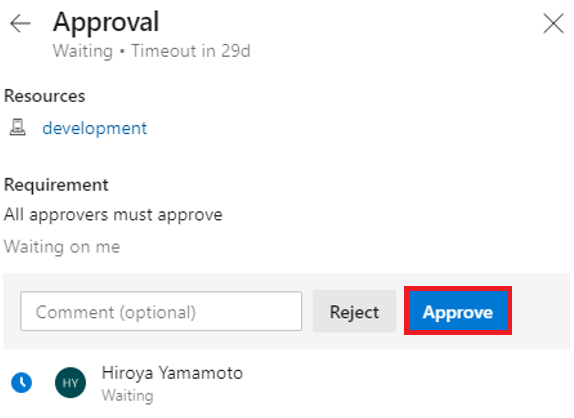 Approval
Waiting • Timeout in 29d
Resources
development
Requirement
All approvers must approve
Waiting on me
Comment (optional)
Reject
Approve
HY
Hiroya Yamamoto
Waiting